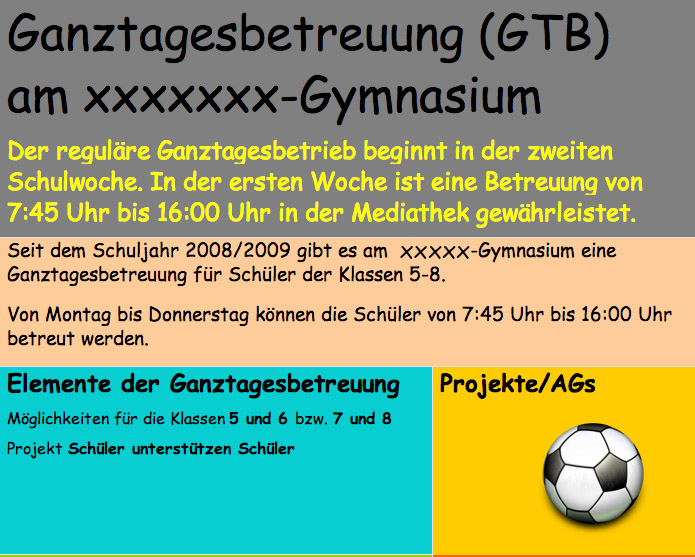 Ganztagesbetreuung (GTB)
am xxxxxxx-Gymnasium
Der reguläre Ganztagesbetrieb beginnt in der zweiten
Schulwoche. In der ersten Woche ist eine Betreuung von
7:45 Uhr bis 16:00 Uhr in der Mediathek gewährleistet.
Seit dem Schuljahr 2008/2009 gibt es am xxxxx-Gymnasium eine
Ganztagesbetreuung für Schüler der Klassen 5-8.
Von Montag bis Donnerstag können die Schüler von 7:45 Uhr bis 16:00 Uhr
betreut werden.
Elemente der Ganztagesbetreuung
Möglichkeiten für die Klassen 5 und 6 bzw. 7 und 8
Projekt Schüler unterstützen Schüler
Projekte/AGs